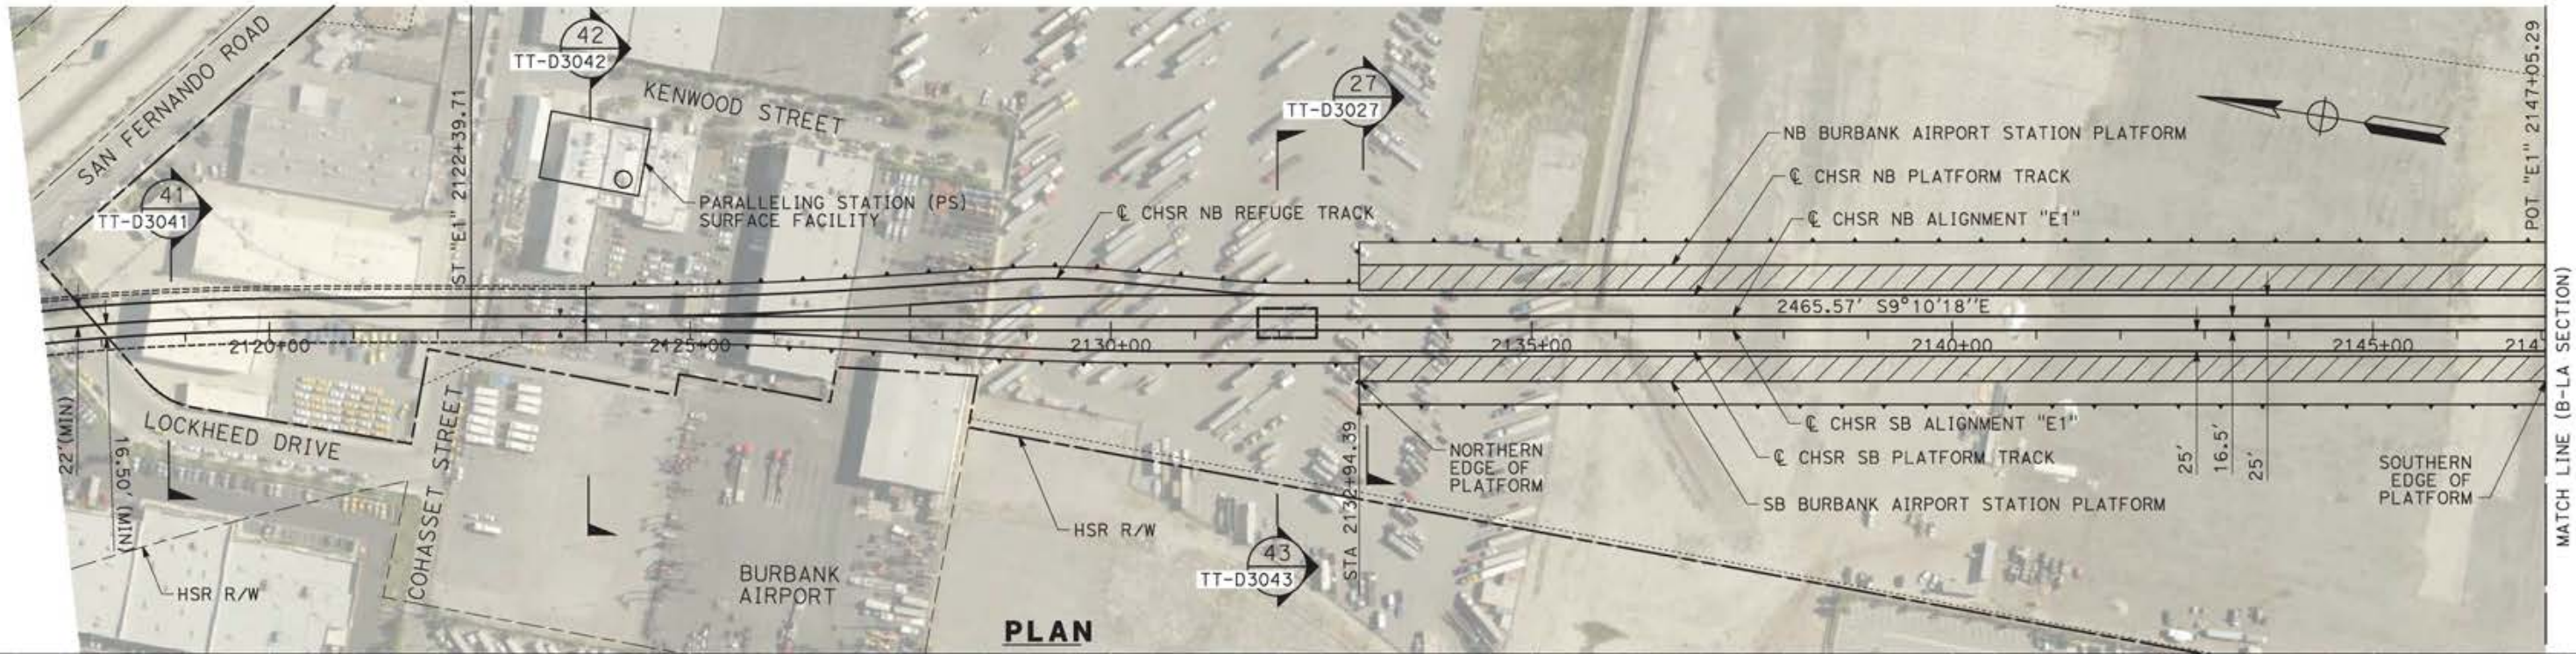 SAN FERNANDO ROAD
41
TT-D3041
ST "E1" 2122+39.71
42
TT-D3042
KENWOOD STREET
PARALLELING STATION (PS)
SURFACE FACILITY
℄ CHSR NB REFUGE TRACK
27
TT-D3027
NB BURBANK AIRPORT STATION PLATFORM
℄ CHSR NB PLATFORM TRACK
℄ CHSR NB ALIGNMENT "E1"
POT "E1" 2147+05.29
2465.57' S9°10'18"E
2120+00
2425+00
2130+00
2135+00
2140+00
2145+00
214
22'(MIN)
16.50' (MIN)
LOCKHEED DRIVE
COHASSET STREET
HSR R/W
BURBANK
AIRPORT
HSR R/W
43
TT-D3043
STA 2132+94.39
NORTHERN
EDGE OF
PLATFORM
℄ CHSR SB ALIGNMENT "E1"
℄ CHSR SB PLATFORM TRACK
SB BURBANK AIRPORT STATION PLATFORM
25'
16.5'
25'
SOUTHERN
EDGE OF
PLATFORM
MATCH LINE (B-LA SECTION)
PLAN